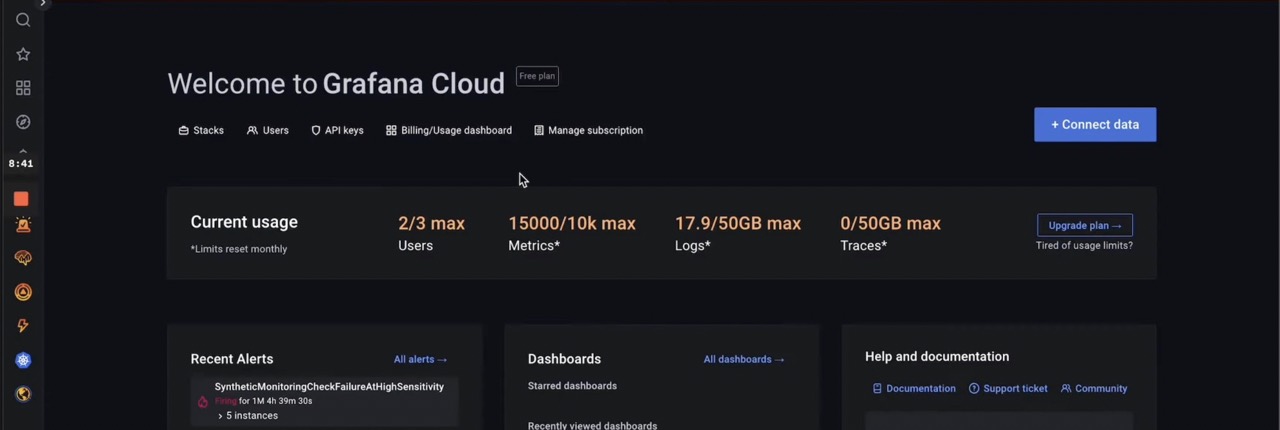 Welcome to Grafana Cloud Free plan
Stacks Users API keys Billing/Usage dashboard Manage subscription
+ Connect data
8:41
Current usage
*Limits reset monthly
2/3 max
Users
15000/10k max
Metrics*
17.9/50GB max
Logs*
0/50GB max
Traces*
Upgrade plan →
Tired of usage limits?
Recent Alerts All alerts →
SyntheticMonitoringCheckFailureAtHighSensitivity
Firing for 1M 4h 39m 30s
› 5 instances
Dashboards All dashboards →
Starred dashboards
Recently viewed dashboards
Help and documentation
Documentation Support ticket Community